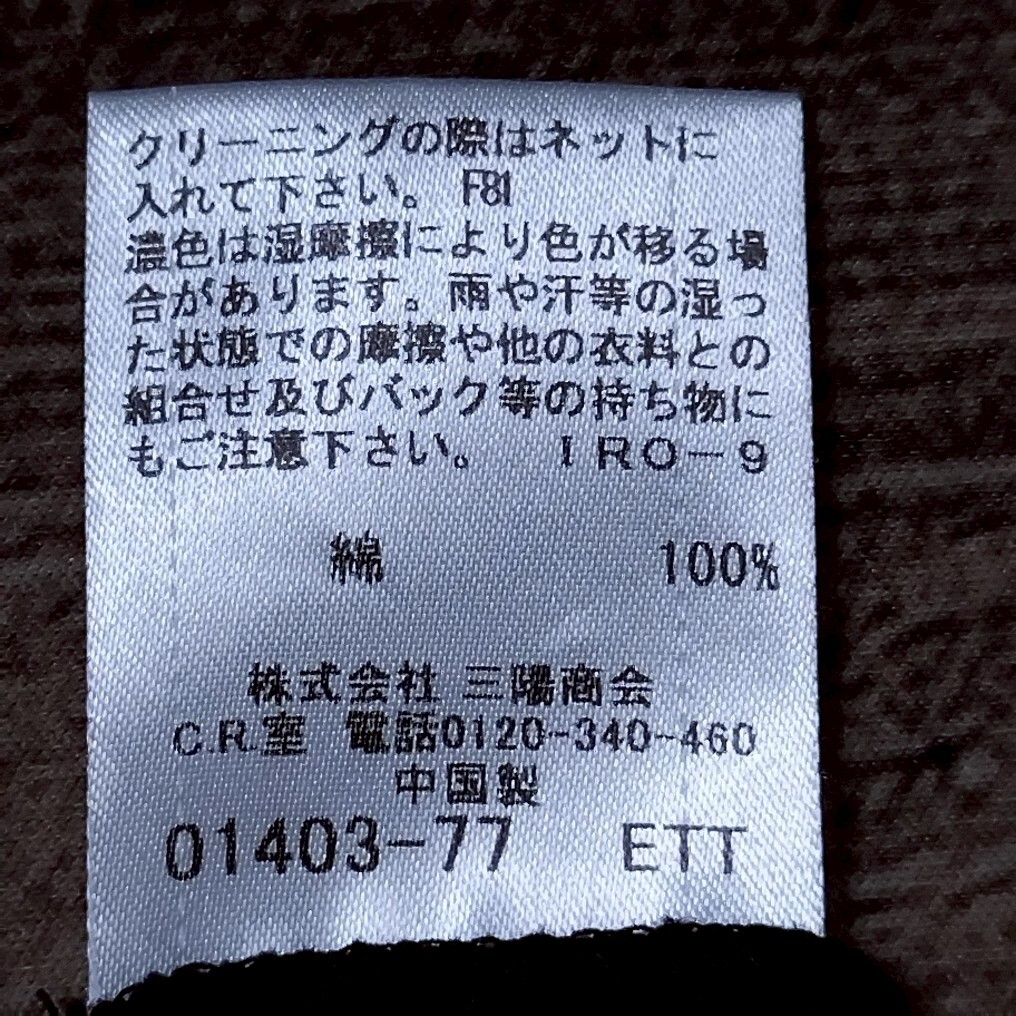 クリーニングの際はネットに
入れて下さい。 F81
濃色は湿摩擦により色が移る場
合があります。雨や汗等の湿っ
た状態での摩擦や他の衣料との
組合せ及びバック等の持ち物に
もご注意下さい。 IRO-9
綿 100%
株式会社 三陽商会
C.R.室 電話0120-340-460
中国製
01403-77 ETT